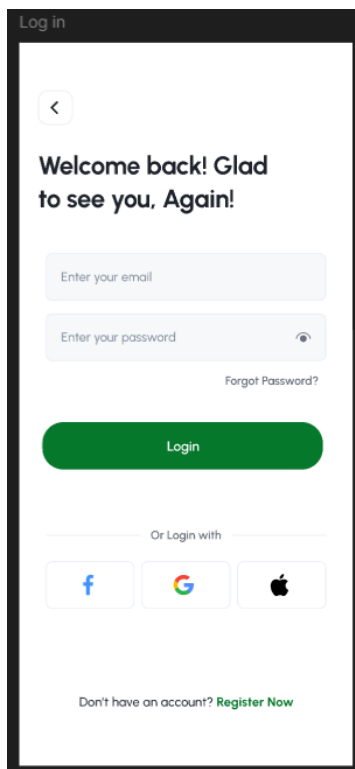 Log in
Welcome back! Glad
to see you, Again!
Enter your email
Enter your password
Forgot Password?
Login
Or Login with
Don't have an account? Register Now